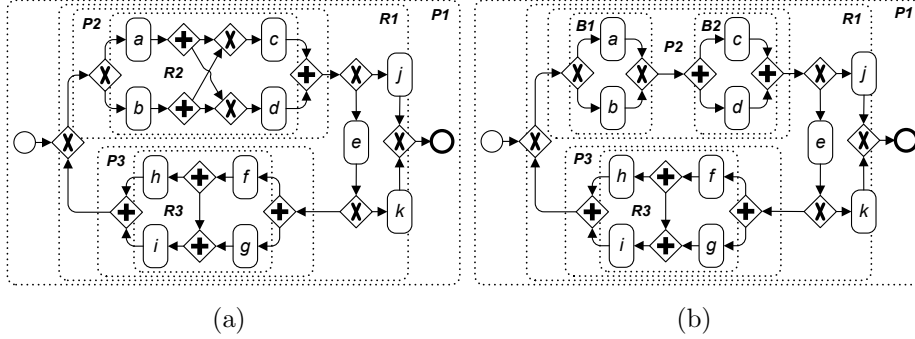 P2 a c R1 P1
R2
j
b d
e
P3
h f
R3
k
i g
(a)
B1 B2 R1 P1
a c
P2
j
b d
e
P3
h f
R3
k
i g
(b)